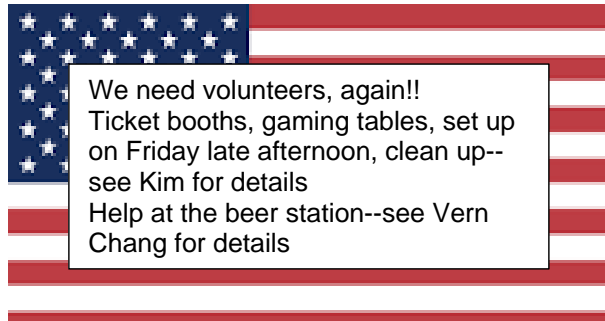 We need volunteers, again!!
Ticket booths, gaming tables, set up
on Friday late afternoon, clean up--
see Kim for details
Help at the beer station--see Vern
Chang for details